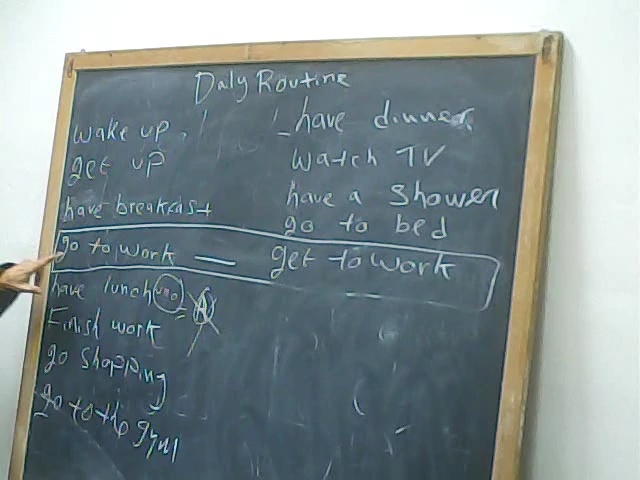 Daly Routine
wake up
get up
have breakfast
go to work — get to work
have lunch
Finish work
go shopping
go to the gym
have dinner
watch TV
have a shower
go to bed